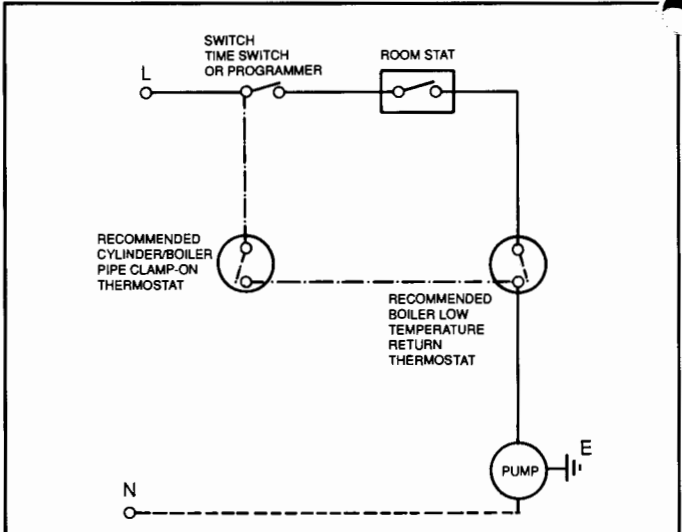 SWITCH
TIME SWITCH
OR PROGRAMMER
ROOM STAT
L
RECOMMENDED
CYLINDER/BOILER
PIPE CLAMP-ON
THERMOSTAT
RECOMMENDED
BOILER LOW
TEMPERATURE
RETURN
THERMOSTAT
PUMP
E
N